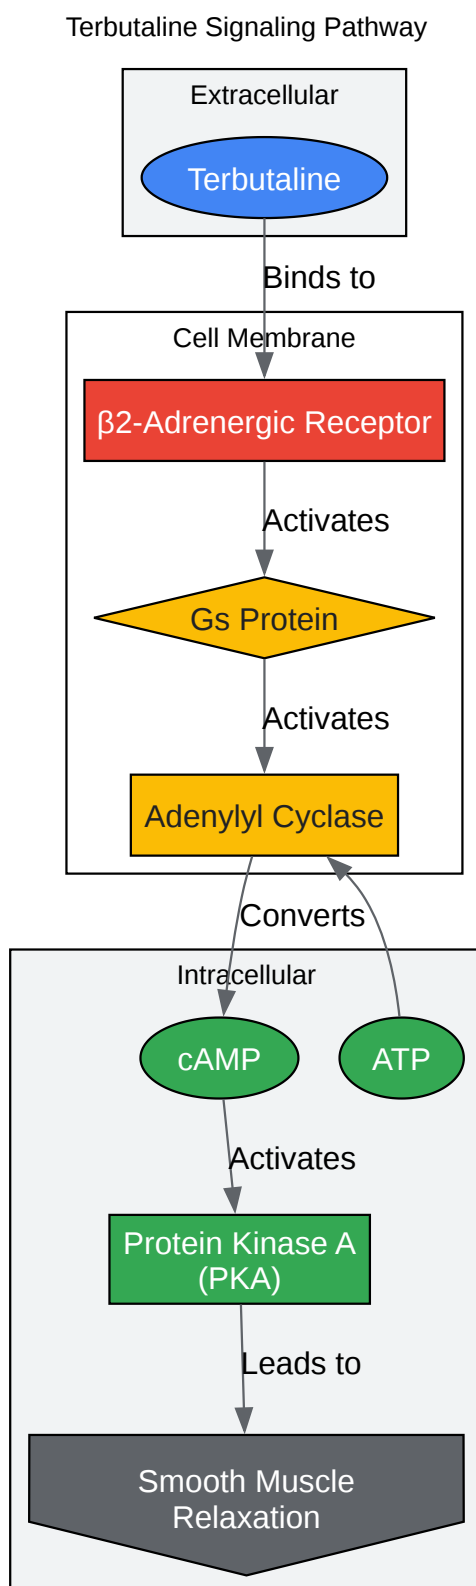 Terbutaline Signaling Pathway
Extracellular
Terbutaline
Binds to
Cell Membrane
β2-Adrenergic Receptor
Activates
Gs Protein
Activates
Adenylyl Cyclase
Converts
Intracellular
cAMP
ATP
Activates
Protein Kinase A
(PKA)
Leads to
Smooth Muscle
Relaxation